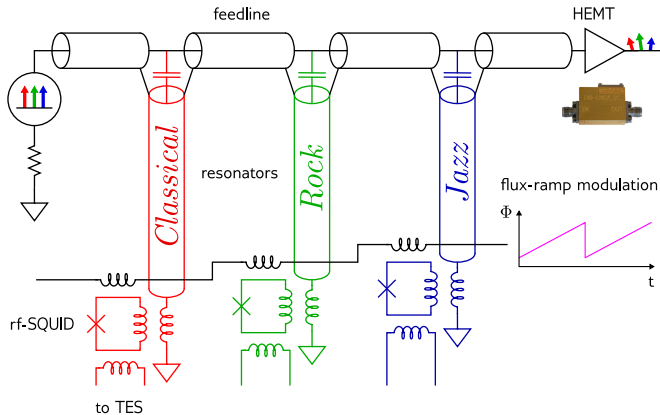 feedline
HEMT
Classical
Rock
Jazz
resonators
flux-ramp modulation
Φ
t
rf-SQUID
to TES